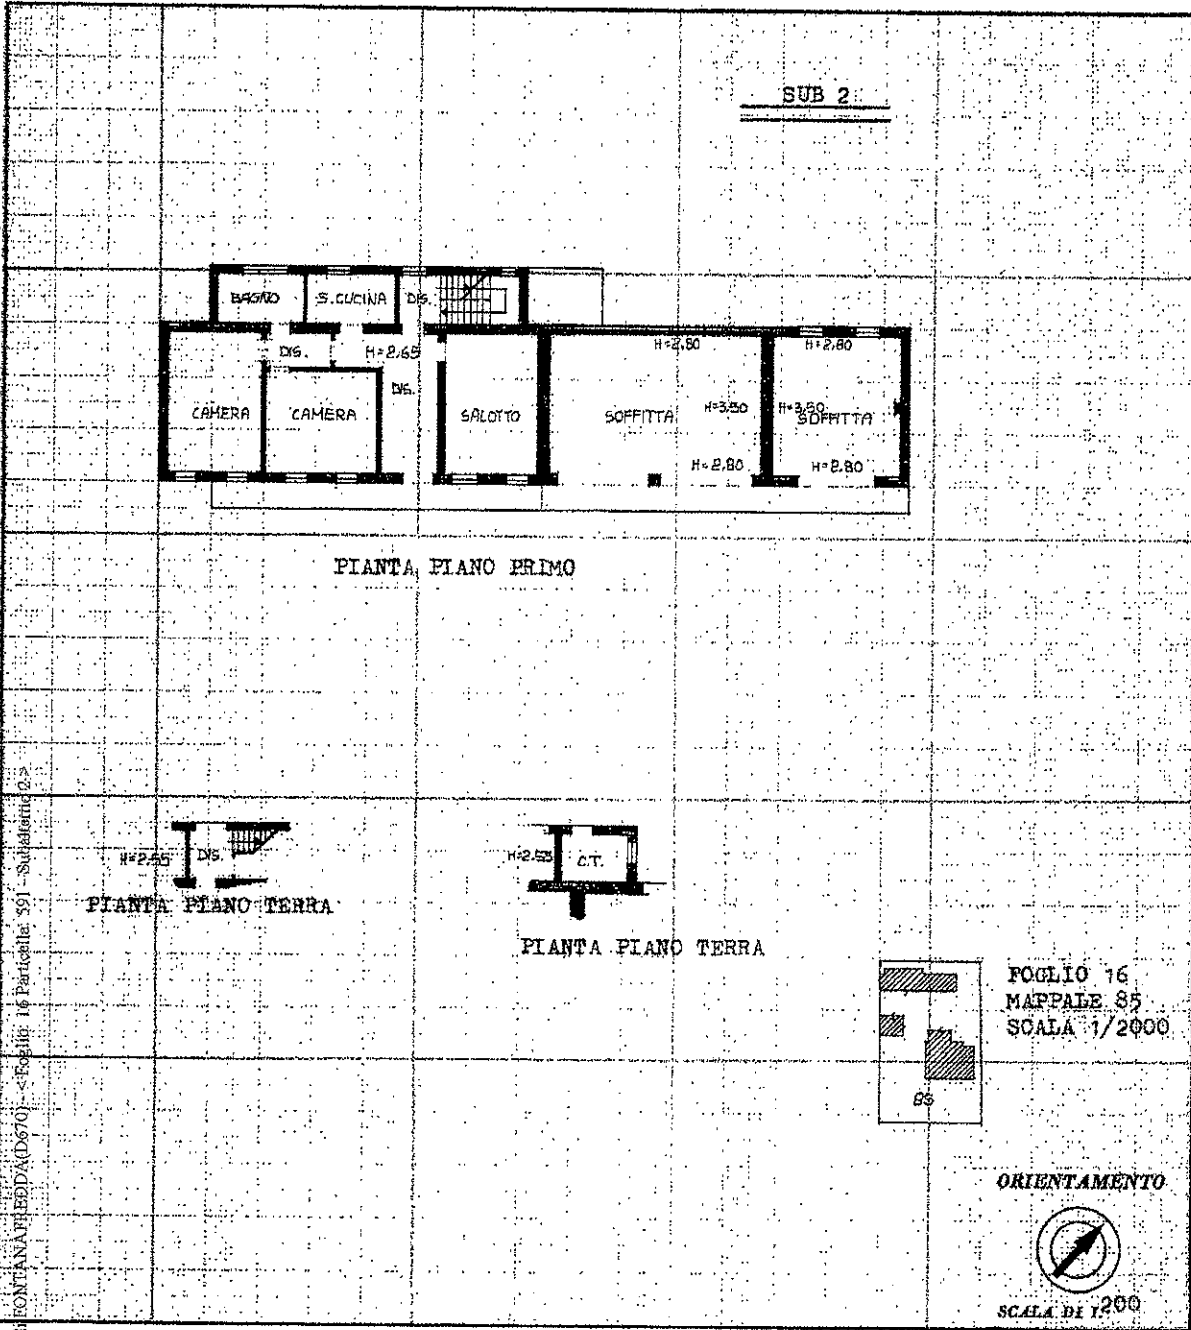 SUB 2
BAGNO
S.CUCINA
DIS.
DIS.
H=2.65
H=2.80
H=2.80
DIS.
CAMERA
CAMERA
SALOTTO
SOFFITTA
H=3.50
H=3.50
SOFFITTA
H=2.80
H=2.80
PIANTA PIANO PRIMO
H=2.55
DIS.
PIANTA PIANO TERRA
H=2.53
C.T.
PIANTA PIANO TERRA
FOGLIO 16
MAPPALE 85
SCALA 1/2000
85
ORIENTAMENTO
SCALA DI 1:200
FONTANAFREDDA(D670) - < Foglio: 16 Particella: 591 - Subalterno 2 >